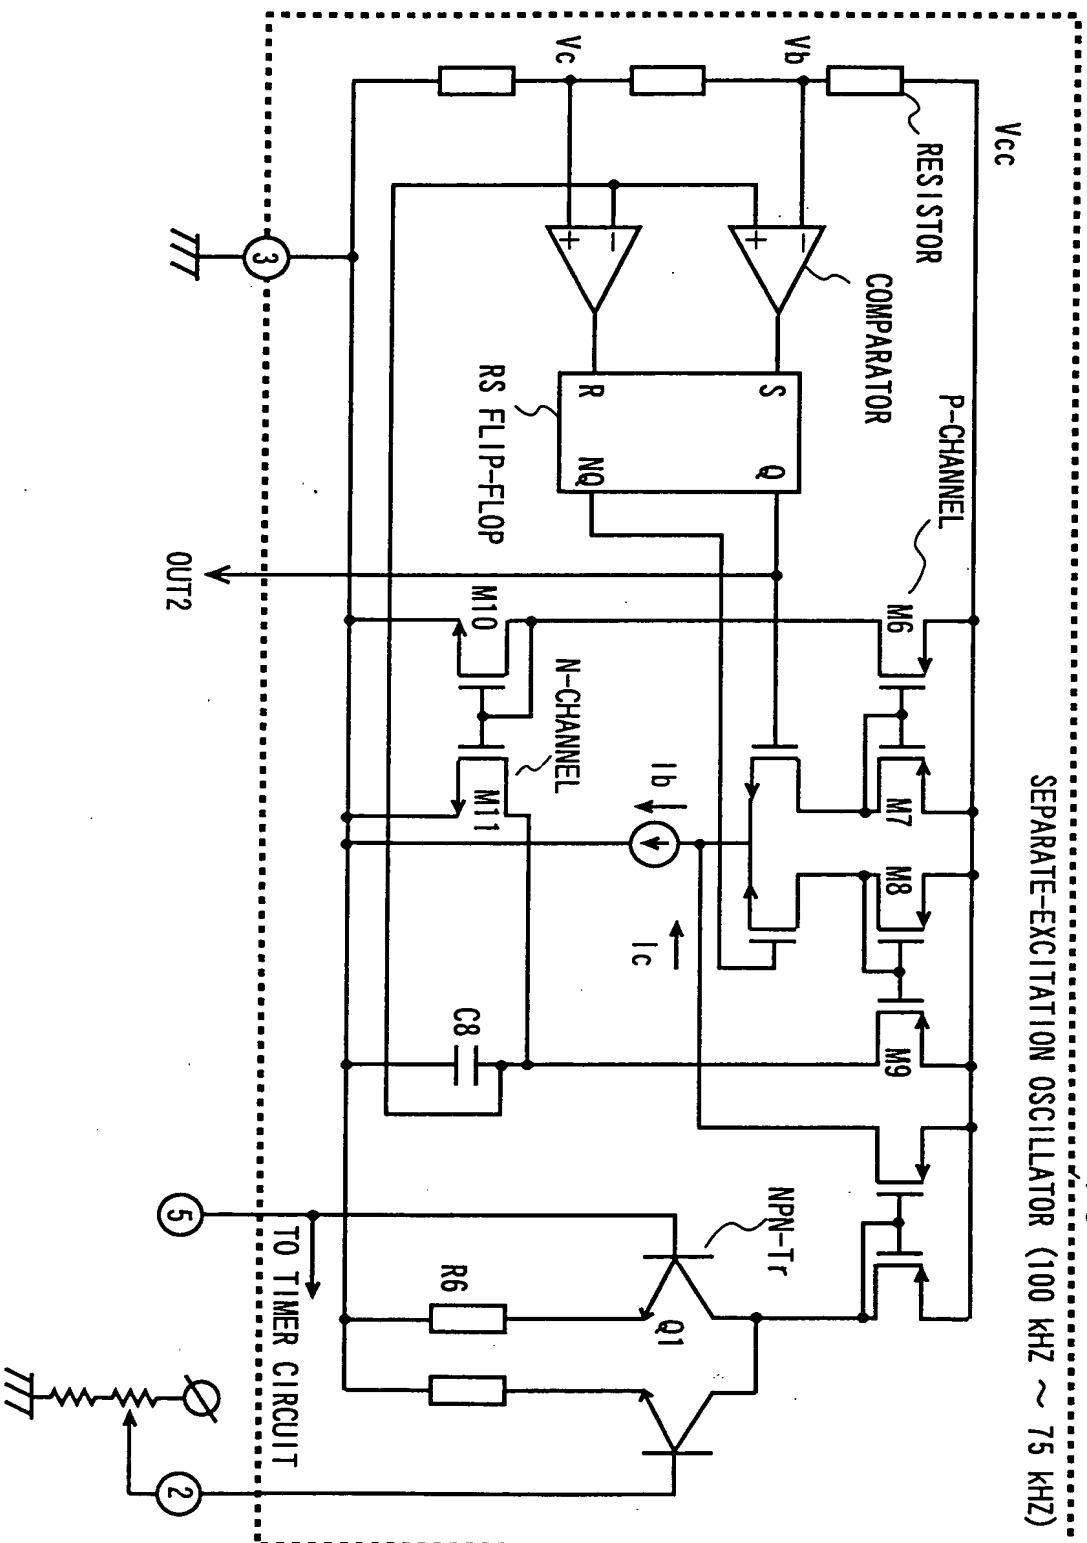 SEPARATE-EXCITATION OSCILLATOR (100 kHZ ~ 75 kHZ)
Vcc
RESISTOR
Vb
Vc
COMPARATOR
P-CHANNEL
M6
M7
M8
M9
+
-
+
-
S
Q
R
NQ
RS FLIP-FLOP
Ib
Ic
NPN-Tr
Q1
M10
N-CHANNEL
M11
C8
R6
3
OUT2
TO TIMER CIRCUIT
5
2